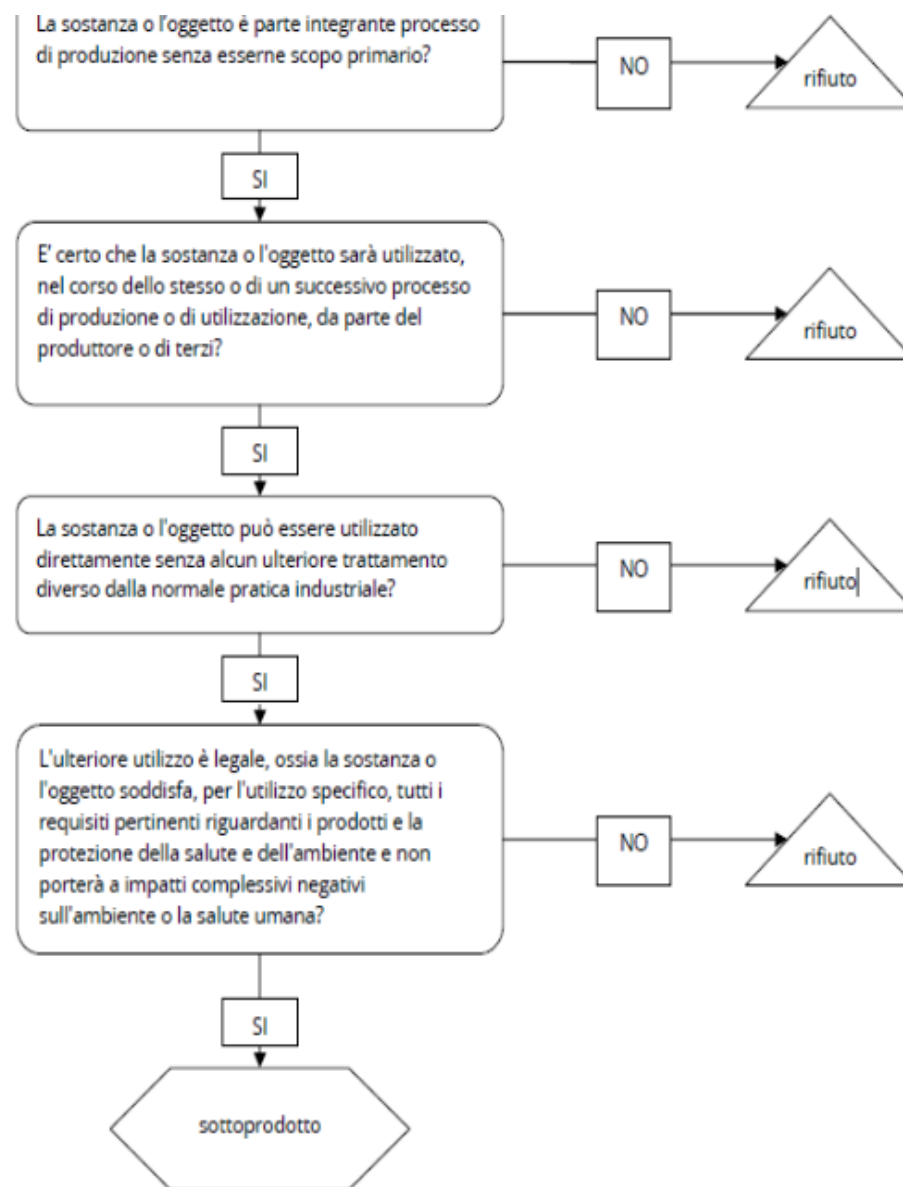 La sostanza o l'oggetto è parte integrante processo
di produzione senza esserne scopo primario?
NO
rifiuto
SI
E' certo che la sostanza o l'oggetto sarà utilizzato,
nel corso dello stesso o di un successivo processo
di produzione o di utilizzazione, da parte del
produttore o di terzi?
NO
rifiuto
SI
La sostanza o l'oggetto può essere utilizzato
direttamente senza alcun ulteriore trattamento
diverso dalla normale pratica industriale?
NO
rifiuto
SI
L'ulteriore utilizzo è legale, ossia la sostanza o
l'oggetto soddisfa, per l'utilizzo specifico, tutti i
requisiti pertinenti riguardanti i prodotti e la
protezione della salute e dell'ambiente e non
porterà a impatti complessivi negativi
sull'ambiente o la salute umana?
NO
rifiuto
SI
sottoprodotto